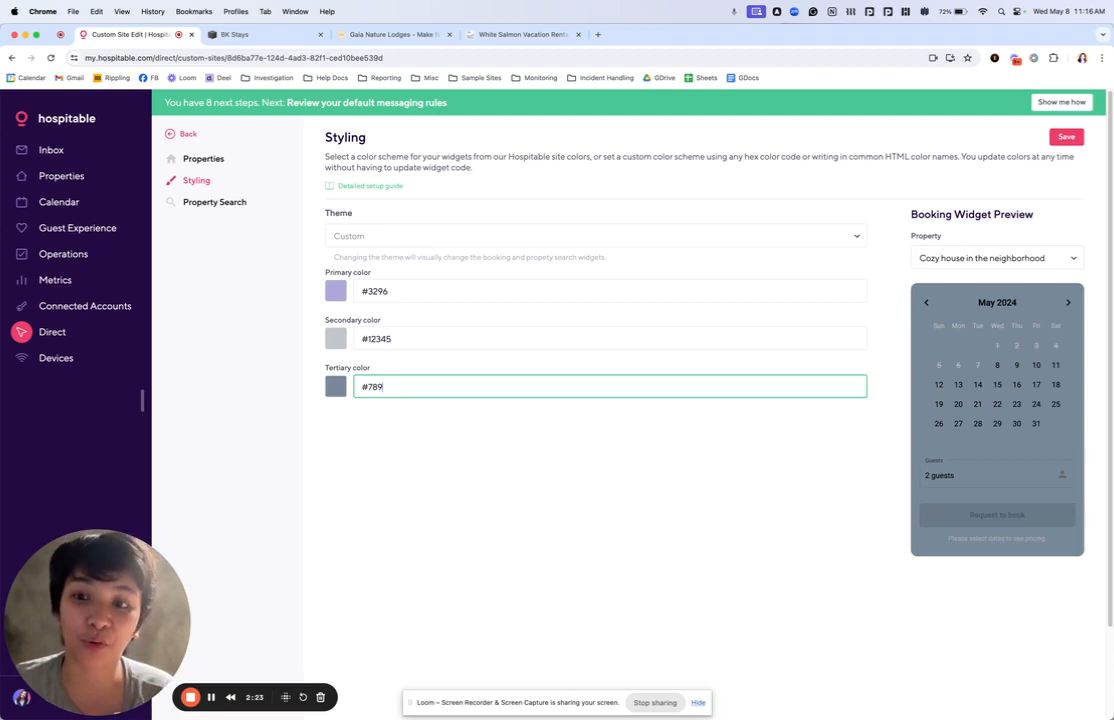 Chrome File Edit View History Bookmarks Profiles Tab Window Help
72% Wed May 8 11:16 AM
Custom Site Edit | Hospita
BK Stays
Gaia Nature Lodges – Make M
White Salmon Vacation Renta
my.hospitable.com/direct/custom-sites/8d6ba77e-124d-4ad3-82f1-ced10bee539d
Calendar Gmail Rippling FB Loom Deel Investigation Help Docs Reporting Misc Sample Sites Monitoring Incident Handling GDrive Sheets GDocs
You have 8 next steps. Next: Review your default messaging rules
Show me how
hospitable
Inbox
Properties
Calendar
Guest Experience
Operations
Metrics
Connected Accounts
Direct
Devices
Back
Properties
Styling
Property Search
Styling
Save
Select a color scheme for your widgets from our Hospitable site colors, or set a custom color scheme using any hex color code or writing in common HTML color names. You update colors at any time
without having to update widget code.
Detailed setup guide
Theme
Custom
Changing the theme will visually change the booking and propety search widgets.
Primary color
#3296
Secondary color
#12345
Tertiary color
#789
Booking Widget Preview
Property
Cozy house in the neighborhood
May 2024
Sun Mon Tue Wed Thu Fri Sat
1 2 3 4
5 6 7 8 9 10 11
12 13 14 15 16 17 18
19 20 21 22 23 24 25
26 27 28 29 30 31
Guests
2 guests
Request to book
Please select dates to see pricing.
2:23
Loom – Screen Recorder & Screen Capture is sharing your screen.
Stop sharing
Hide